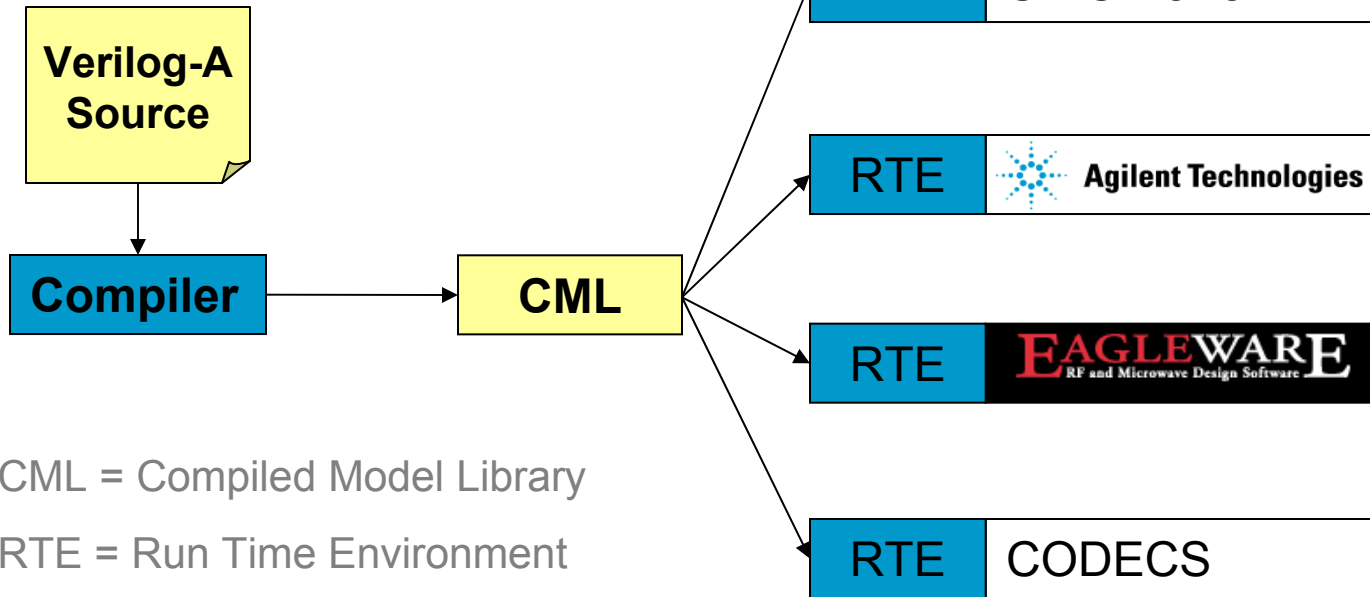 Verilog-A
Source
RTE Agilent Technologies
Compiler
CML
RTE EAGLEWARE
RF and Microwave Design Software
CML = Compiled Model Library
RTE = Run Time Environment
RTE CODECS